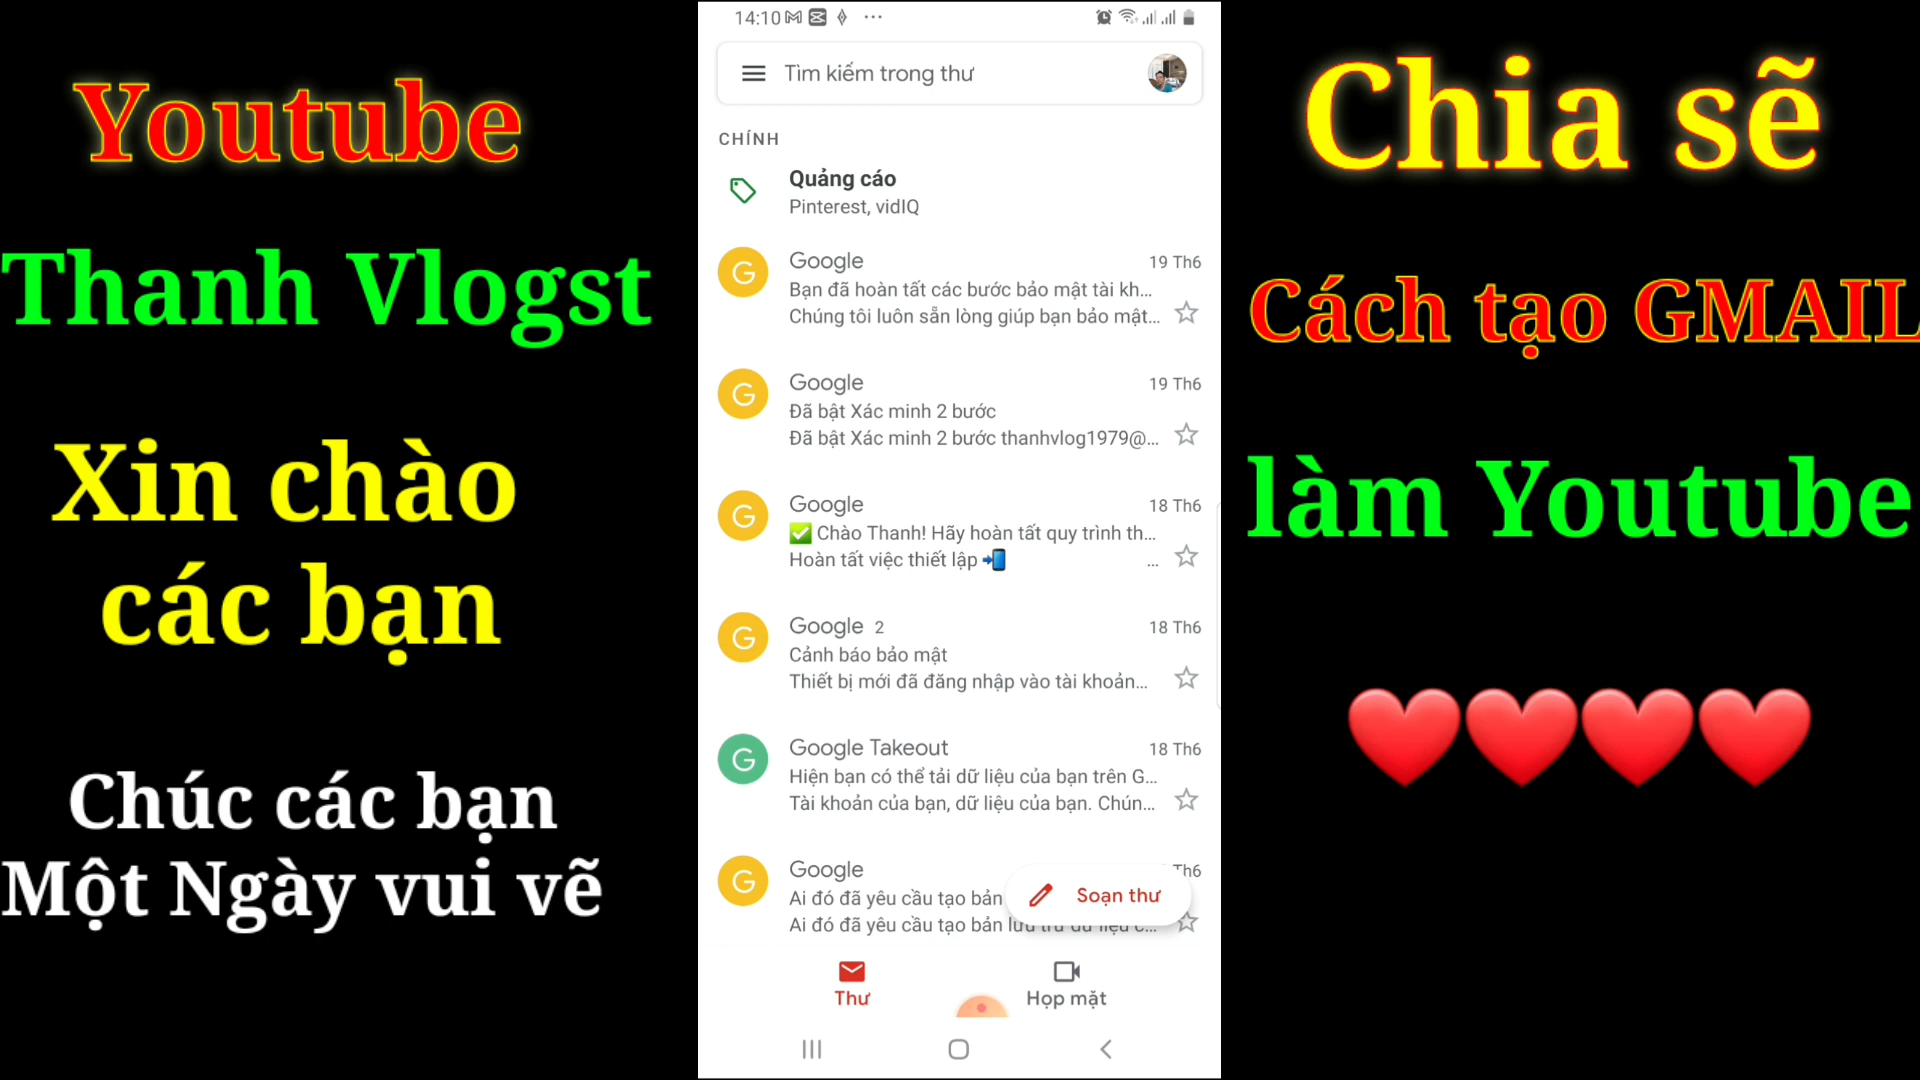 Youtube
Thanh Vlogst
Xin chào
các bạn
Chúc các bạn
Một Ngày vui vẽ
14:10
Tìm kiếm trong thư
CHÍNH
Quảng cáo
Pinterest, vidIQ
Google 19 Th6
Bạn đã hoàn tất các bước bảo mật tài kh...
Chúng tôi luôn sẵn lòng giúp bạn bảo mật...
Google 19 Th6
Đã bật Xác minh 2 bước
Đã bật Xác minh 2 bước thanhvlog1979@...
Google 18 Th6
✅ Chào Thanh! Hãy hoàn tất quy trình th...
Hoàn tất việc thiết lập 📲 ...
Google 2 18 Th6
Cảnh báo bảo mật
Thiết bị mới đã đăng nhập vào tài khoản...
Google Takeout 18 Th6
Hiện bạn có thể tải dữ liệu của bạn trên G...
Tài khoản của bạn, dữ liệu của bạn. Chún...
Google Th6
Ai đó đã yêu cầu tạo bản
Ai đó đã yêu cầu tạo bản lưu trữ dữ liệu c...
Soạn thư
Thư
Họp mặt
Chia sẽ
Cách tạo GMAIL
làm Youtube